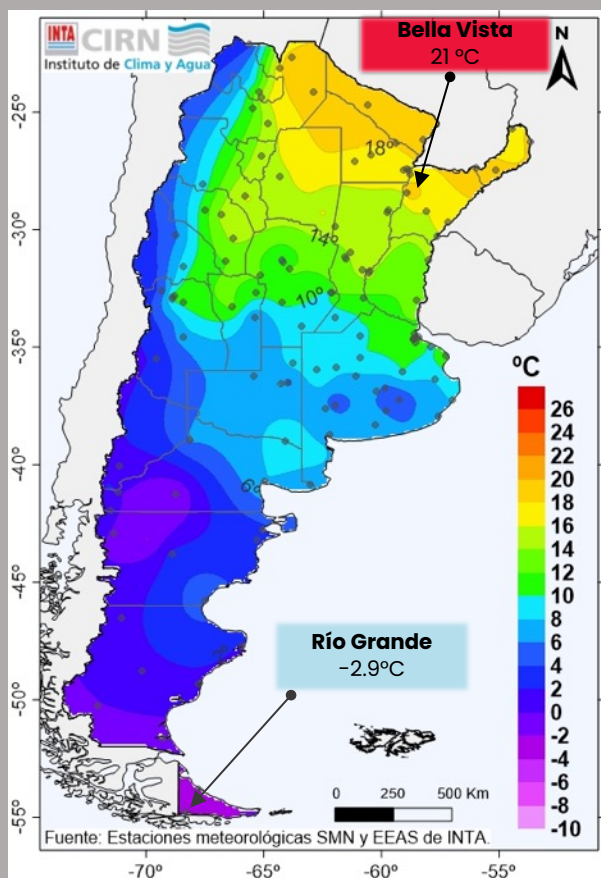 INTA CIRN
Instituto de Clima y Agua
Bella Vista
21 ºC
N
-25°
-30°
-35°
-40°
-45°
-50°
-55°
18°
14°
10°
6°
ºC
26
24
22
20
18
16
14
12
10
8
6
4
2
0
-2
-4
-6
-8
-10
Río Grande
-2.9ºC
0 250 500 Km
Fuente: Estaciones meteorológicas SMN y EEAS de INTA.
-70° -65° -60° -55°